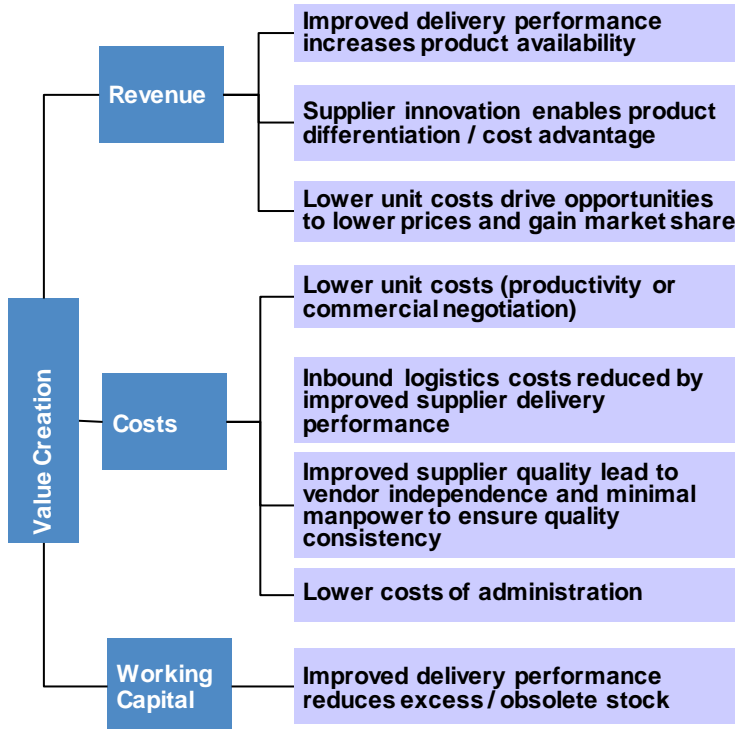 Value Creation
Revenue
Improved delivery performance
increases product availability
Supplier innovation enables product
differentiation / cost advantage
Lower unit costs drive opportunities
to lower prices and gain market share
Costs
Lower unit costs (productivity or
commercial negotiation)
Inbound logistics costs reduced by
improved supplier delivery
performance
Improved supplier quality lead to
vendor independence and minimal
manpower to ensure quality
consistency
Lower costs of administration
Working
Capital
Improved delivery performance
reduces excess / obsolete stock